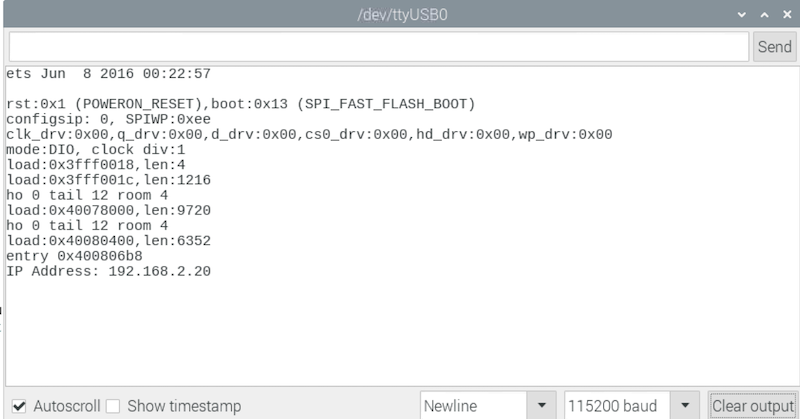 /dev/ttyUSB0
Send
ets Jun  8 2016 00:22:57
rst:0x1 (POWERON_RESET),boot:0x13 (SPI_FAST_FLASH_BOOT)
configsip: 0, SPIWP:0xee
clk_drv:0x00,q_drv:0x00,d_drv:0x00,cs0_drv:0x00,hd_drv:0x00,wp_drv:0x00
mode:DIO, clock div:1
load:0x3fff0018,len:4
load:0x3fff001c,len:1216
ho 0 tail 12 room 4
load:0x40078000,len:9720
ho 0 tail 12 room 4
load:0x40080400,len:6352
entry 0x400806b8
IP Address: 192.168.2.20
Autoscroll Show timestamp Newline 115200 baud Clear output